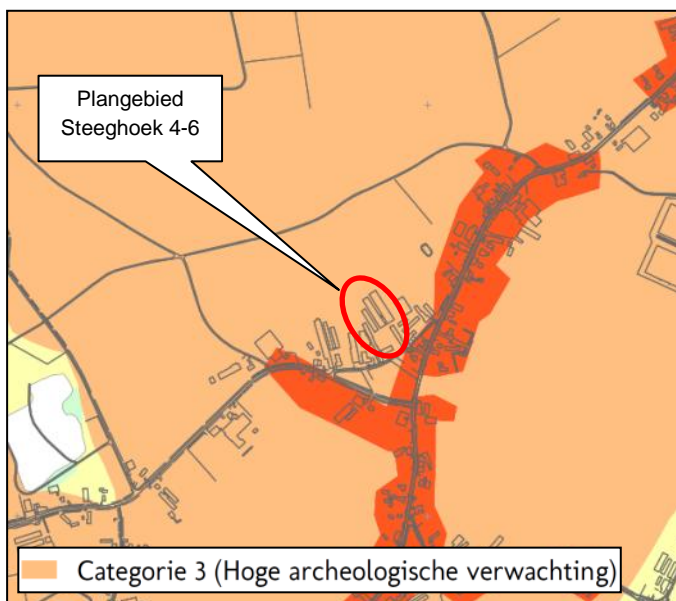 Plangebied
Steeghoek 4-6
Categorie 3 (Hoge archeologische verwachting)